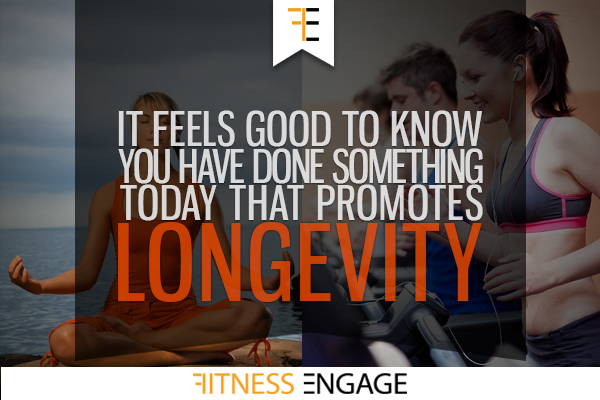 FE
IT FEELS GOOD TO KNOW
YOU HAVE DONE SOMETHING
TODAY THAT PROMOTES
LONGEVITY
FITNESS ENGAGE